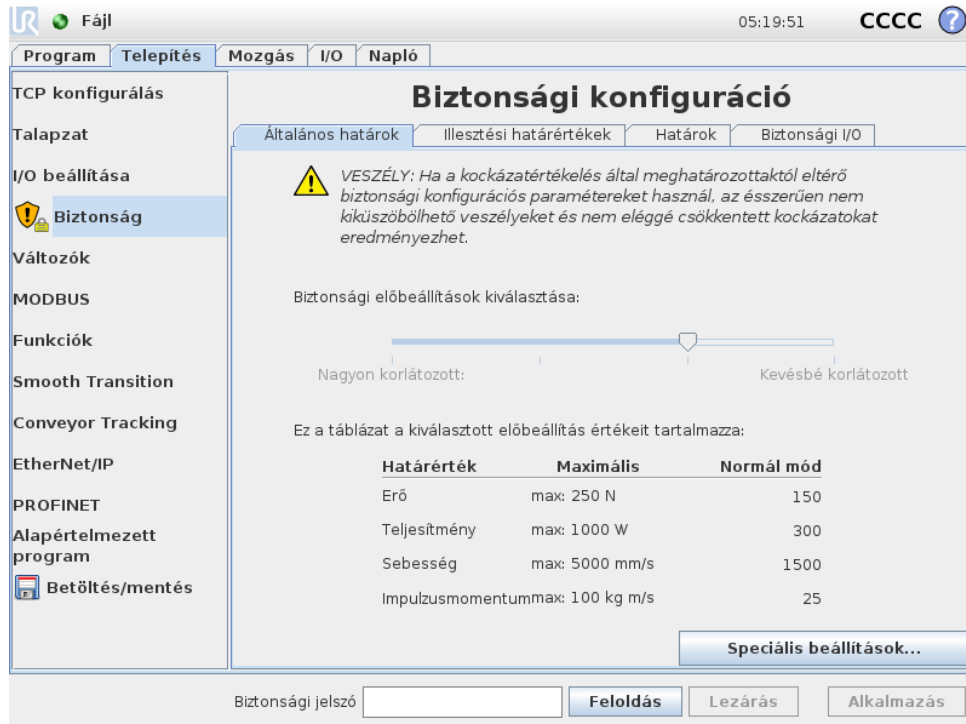 UR Fájl 05:19:51 CCCC ?
Program Telepítés Mozgás I/O Napló
TCP konfigurálás
Talapzat
I/O beállítása
Biztonság
Változók
MODBUS
Funkciók
Smooth Transition
Conveyor Tracking
EtherNet/IP
PROFINET
Alapértelmezett
program
Betöltés/mentés
Biztonsági konfiguráció
Általános határok Illesztési határértékek Határok Biztonsági I/O
VESZÉLY: Ha a kockázatértékelés által meghatározottaktól eltérő
biztonsági konfigurációs paramétereket használ, az ésszerűen nem
kiküszöbölhető veszélyeket és nem eléggé csökkentett kockázatokat
eredményezhet.
Biztonsági előbeállítások kiválasztása:
Nagyon korlátozott: Kevésbé korlátozott
Ez a táblázat a kiválasztott előbeállítás értékeit tartalmazza:
Határérték Maximális Normál mód
Erő max: 250 N 150
Teljesítmény max: 1000 W 300
Sebesség max: 5000 mm/s 1500
Impulzusmomentum max: 100 kg m/s 25
Speciális beállítások...
Biztonsági jelszó Feloldás Lezárás Alkalmazás